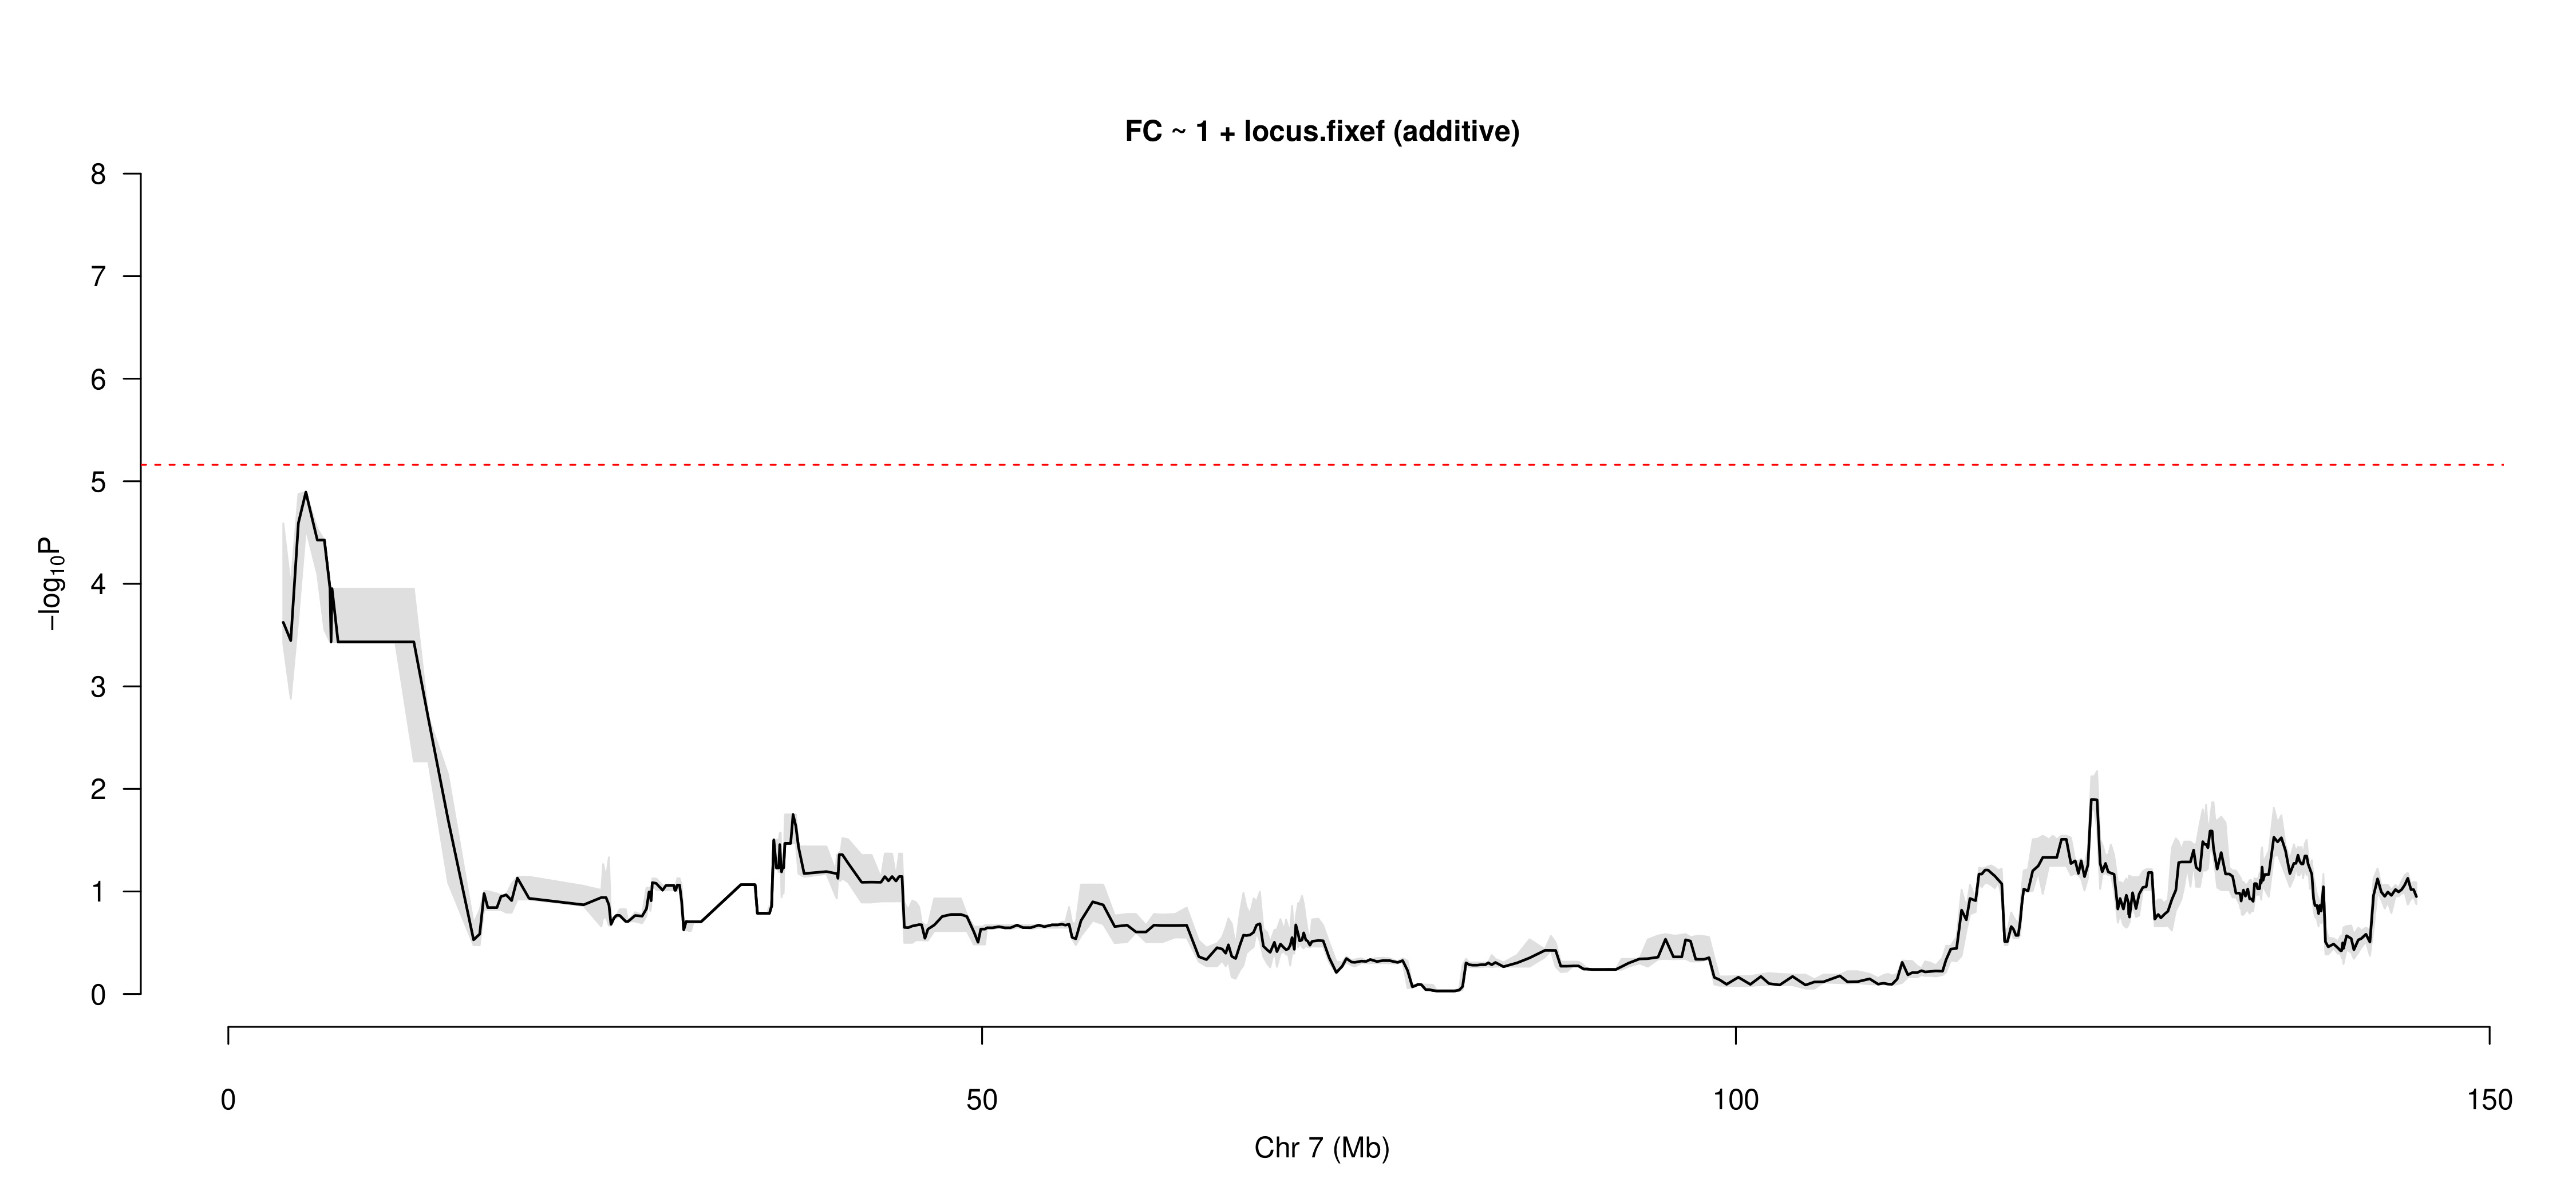 FC ~ 1 + locus.fixef (additive)
8
7
6
5
4
3
2
1
0
−log₁₀P
0 50 100 150
Chr 7 (Mb)